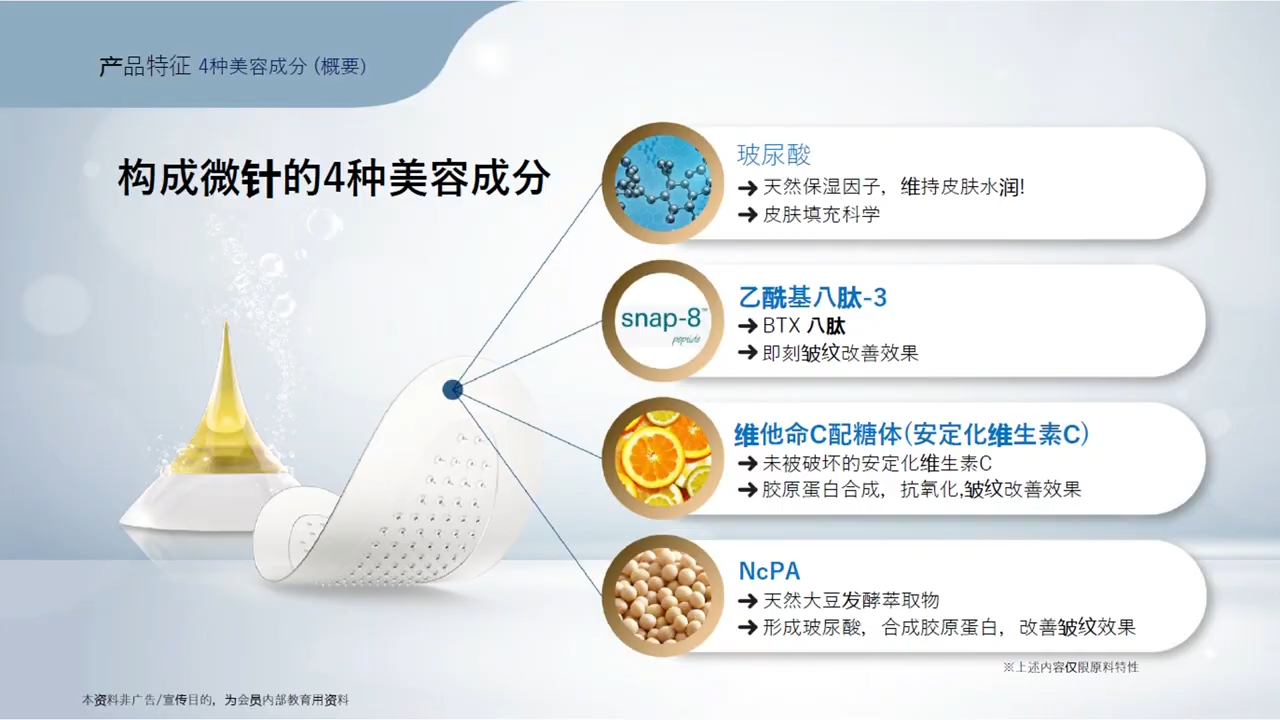 产品特征 4种美容成分 (概要)
构成微针的4种美容成分
玻尿酸
➔ 天然保湿因子, 维持皮肤水润!
➔ 皮肤填充科学
snap-8™
peptide
乙酰基八肽-3
➔ BTX 八肽
➔ 即刻皱纹改善效果
维他命C配糖体(安定化维生素C)
➔ 未被破坏的安定化维生素C
➔ 胶原蛋白合成, 抗氧化,皱纹改善效果
NcPA
➔ 天然大豆发酵萃取物
➔ 形成玻尿酸, 合成胶原蛋白, 改善皱纹效果
※上述内容仅限原料特性
本资料非广告/宣传目的, 为会员内部教育用资料